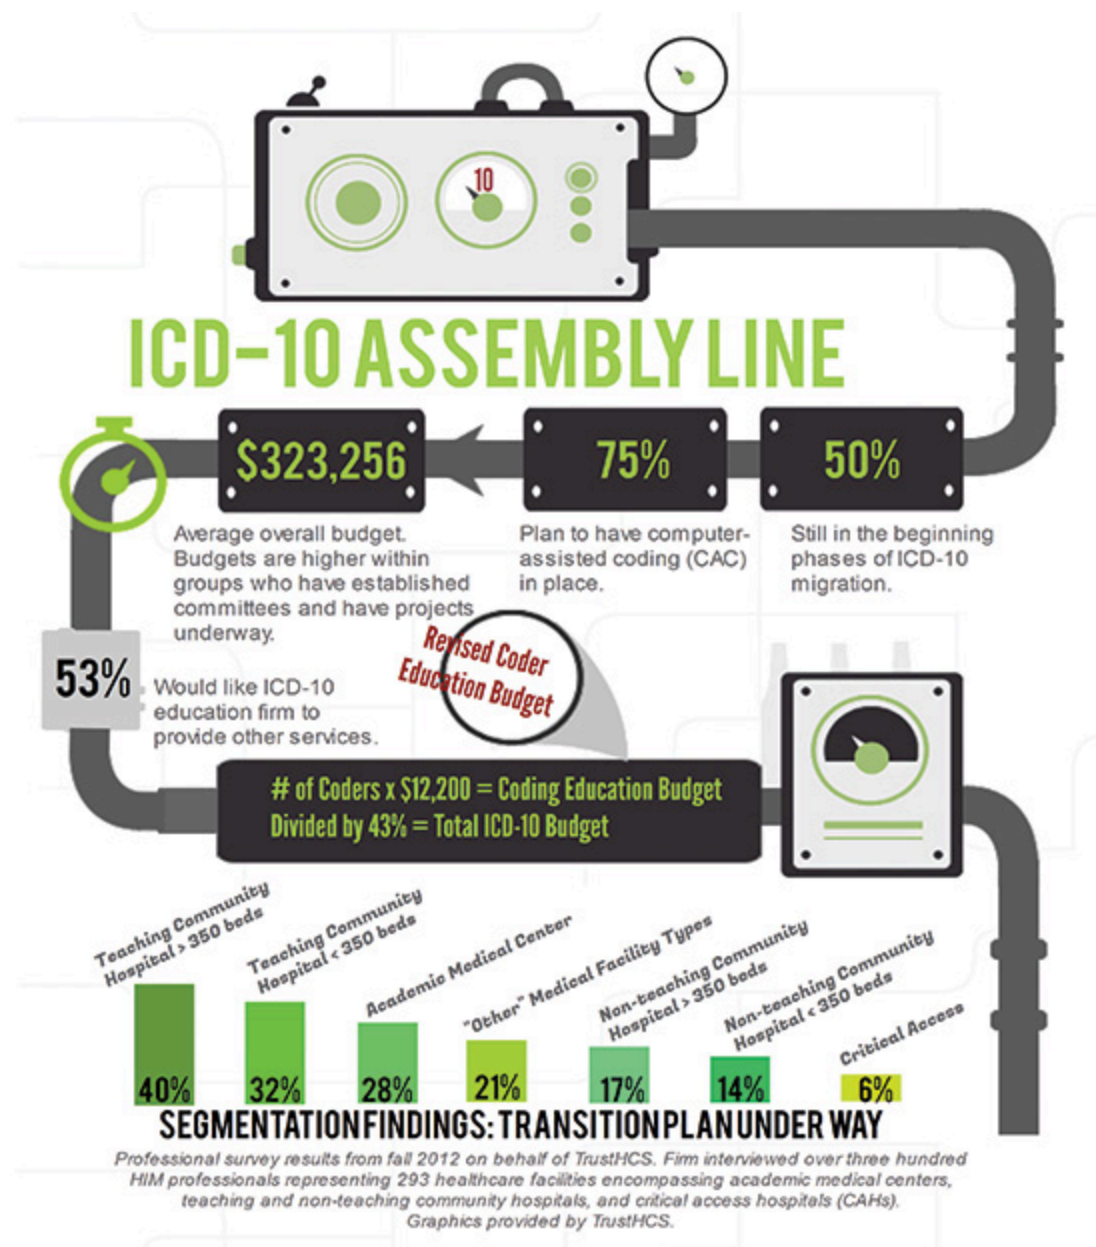 10
ICD-10 ASSEMBLY LINE
$323,256
75%
50%
Average overall budget.
Budgets are higher within
groups who have established
committees and have projects
underway.
Plan to have computer-
assisted coding (CAC)
in place.
Still in the beginning
phases of ICD-10
migration.
53%
Would like ICD-10
education firm to
provide other services.
Revised Coder
Education Budget
# of Coders x $12,200 = Coding Education Budget
Divided by 43% = Total ICD-10 Budget
Teaching Community
Hospital > 350 beds
Teaching Community
Hospital < 350 beds
Academic Medical Center
"Other" Medical Facility Types
Non-teaching Community
Hospital > 350 beds
Non-teaching Community
Hospital < 350 beds
Critical Access
40%
32%
28%
21%
17%
14%
6%
SEGMENTATION FINDINGS: TRANSITION PLAN UNDER WAY
Professional survey results from fall 2012 on behalf of TrustHCS. Firm interviewed over three hundred
HIM professionals representing 293 healthcare facilities encompassing academic medical centers,
teaching and non-teaching community hospitals, and critical access hospitals (CAHs).
Graphics provided by TrustHCS.